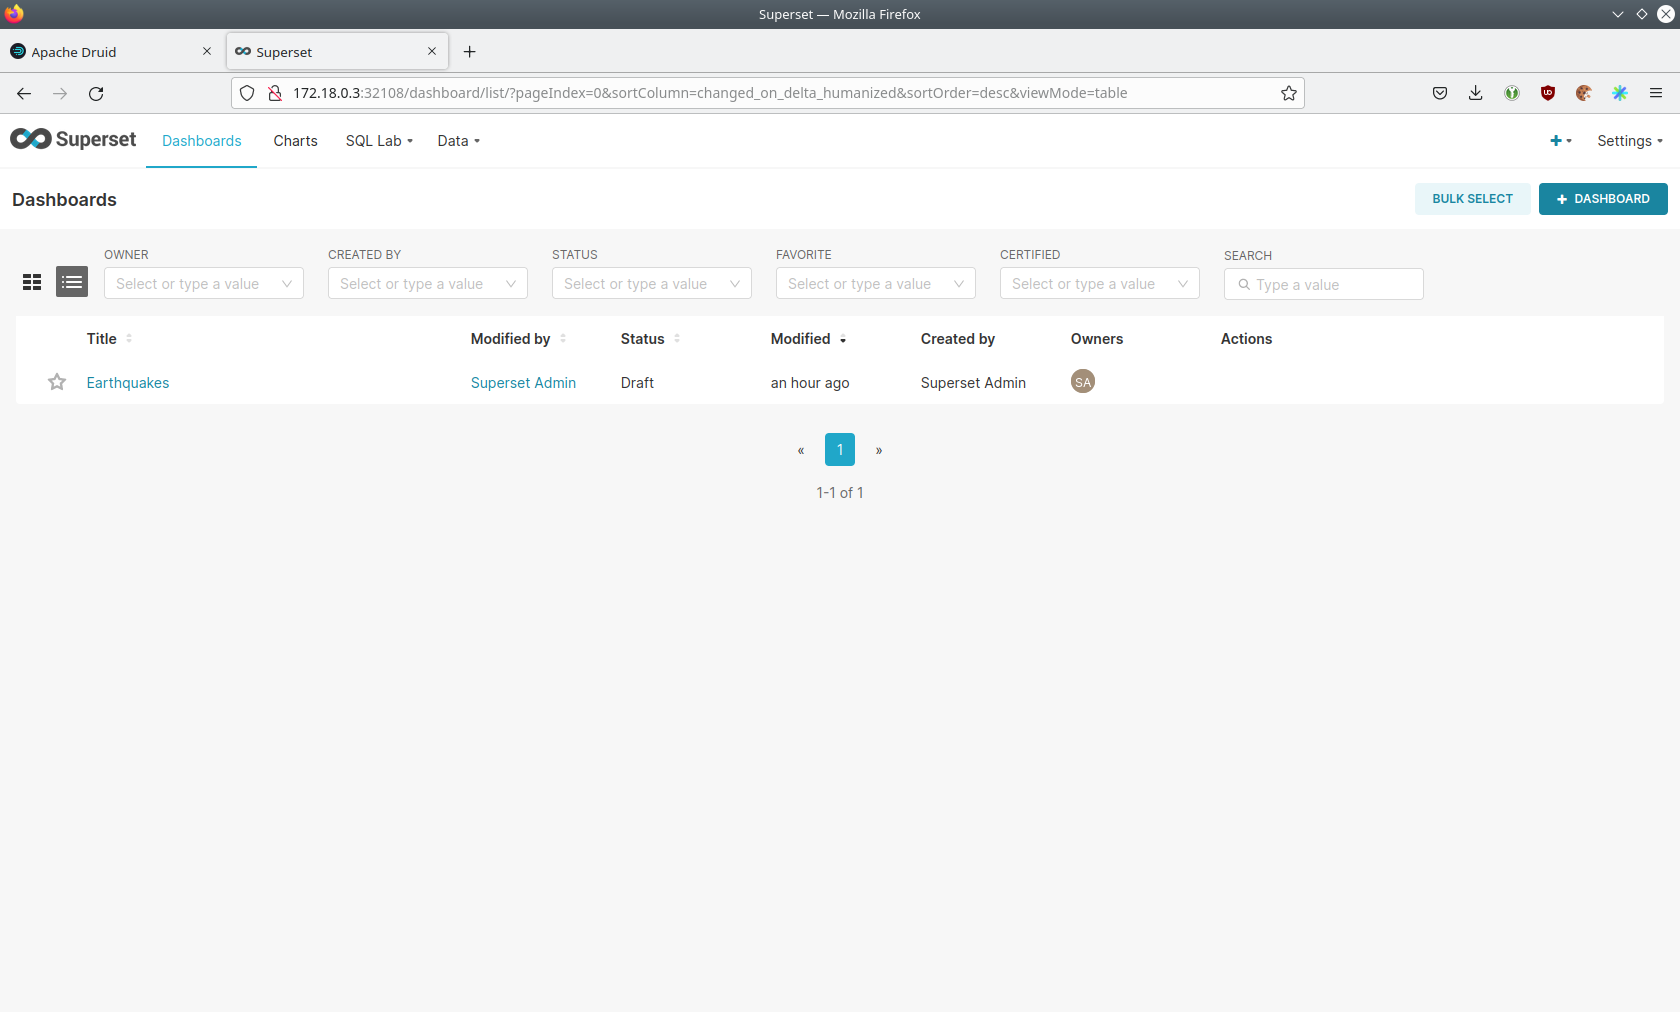 Superset — Mozilla Firefox
Apache Druid
Superset
172.18.0.3:32108/dashboard/list/?pageIndex=0&sortColumn=changed_on_delta_humanized&sortOrder=desc&viewMode=table
Superset Dashboards Charts SQL Lab Data + Settings
Dashboards BULK SELECT + DASHBOARD
OWNER CREATED BY STATUS FAVORITE CERTIFIED SEARCH
Select or type a value Select or type a value Select or type a value Select or type a value Select or type a value Type a value
Title Modified by Status Modified Created by Owners Actions
Earthquakes Superset Admin Draft an hour ago Superset Admin SA
« 1 »
1-1 of 1